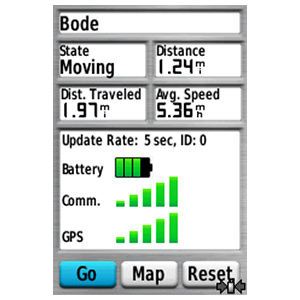 Bode
State Distance
Moving 1.24 mi
Dist. Traveled Avg. Speed
1.97 mi 5.36 mh
Update Rate: 5 sec, ID: 0
Battery
Comm.
GPS
Go Map Reset